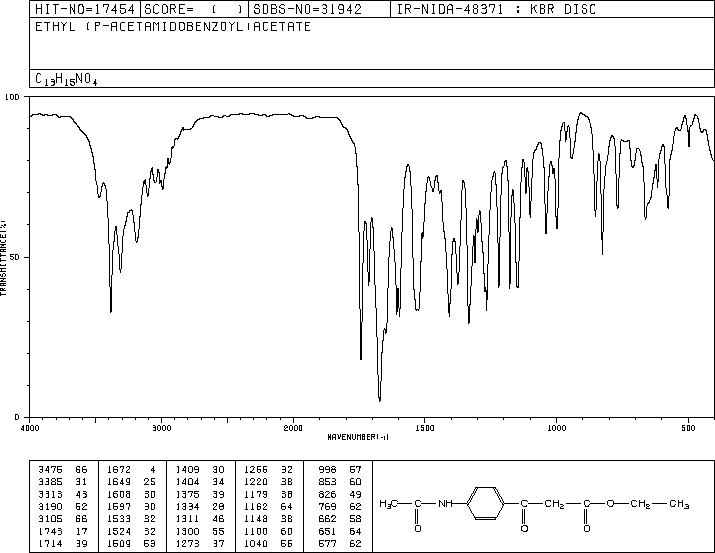 HIT-NO=17454 SCORE= ( ) SDBS-NO=31942 IR-NIDA-48371 : KBR DISC
ETHYL (P-ACETAMIDOBENZOYL)ACETATE
C13H15NO4
100
50
0
TRANSMITTANCE(%)
4000 3000 2000 1500 1000 500
WAVENUMBER(-1)
3475 66 1672 4 1409 30 1266 32 998 57
3385 31 1649 25 1404 34 1220 38 853 60
3313 43 1608 30 1375 39 1179 38 826 49
3190 52 1597 30 1334 28 1162 64 769 62
3105 66 1533 32 1311 46 1148 38 662 58
1743 17 1524 32 1300 55 1100 60 651 64
1714 39 1509 53 1273 37 1040 55 577 62
H3C C NH C CH2 C O CH2 CH3
O O O